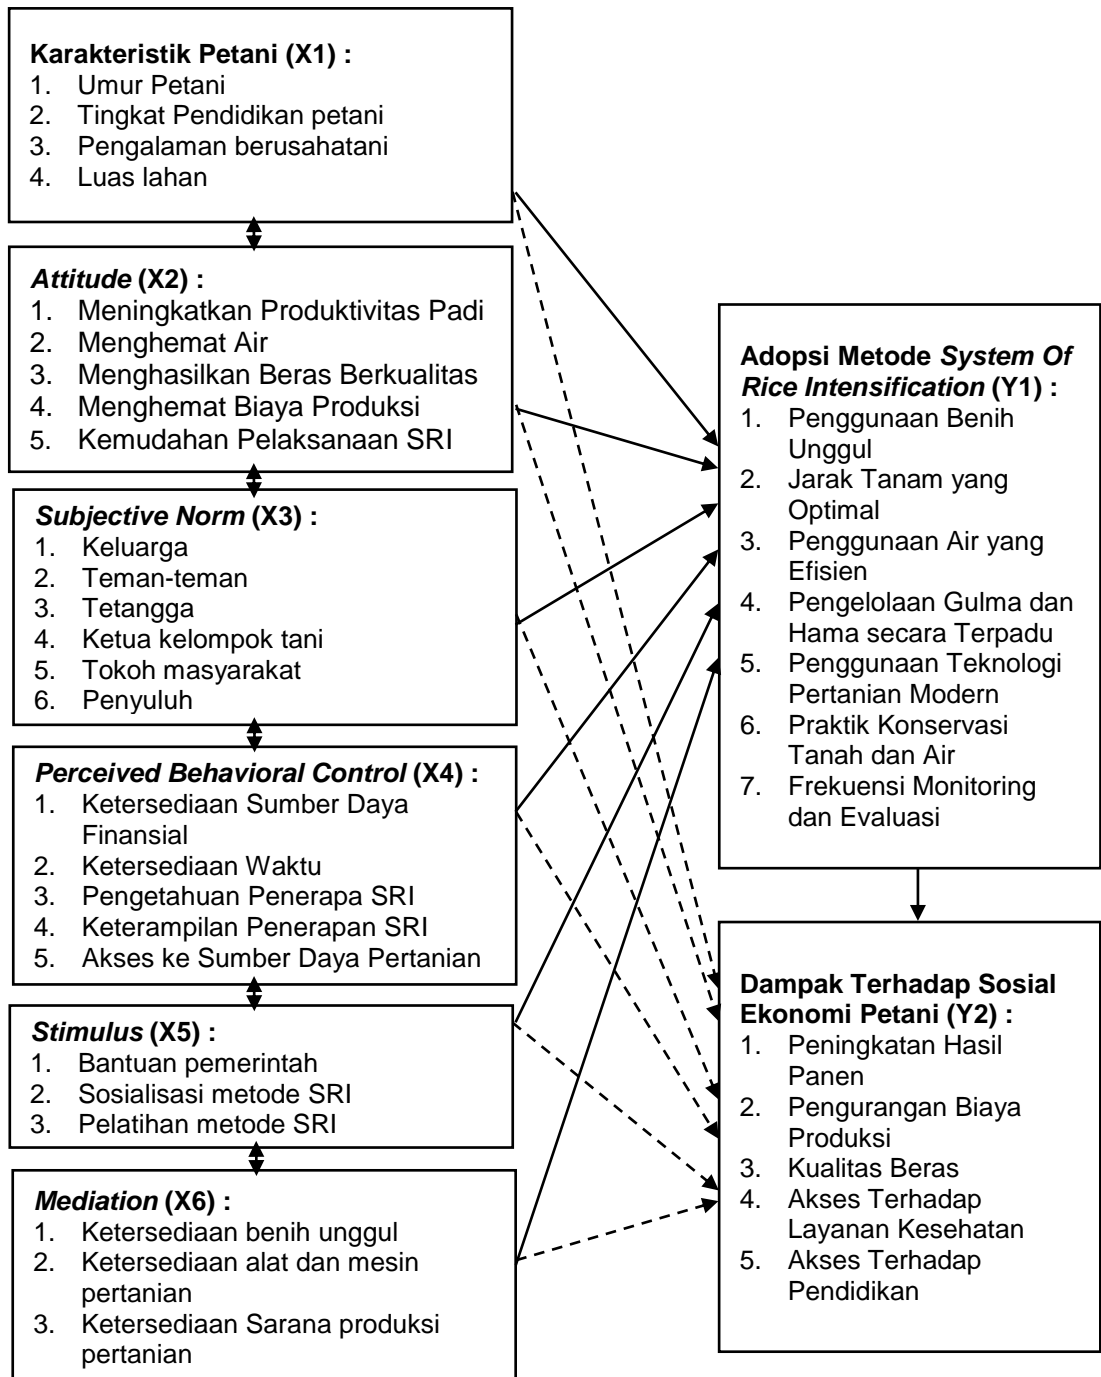 Karakteristik Petani (X1) :
1. Umur Petani
2. Tingkat Pendidikan petani
3. Pengalaman berusahatani
4. Luas lahan
Attitude (X2) :
1. Meningkatkan Produktivitas Padi
2. Menghemat Air
3. Menghasilkan Beras Berkualitas
4. Menghemat Biaya Produksi
5. Kemudahan Pelaksanaan SRI
Subjective Norm (X3) :
1. Keluarga
2. Teman-teman
3. Tetangga
4. Ketua kelompok tani
5. Tokoh masyarakat
6. Penyuluh
Perceived Behavioral Control (X4) :
1. Ketersediaan Sumber Daya
Finansial
2. Ketersediaan Waktu
3. Pengetahuan Penerapa SRI
4. Keterampilan Penerapan SRI
5. Akses ke Sumber Daya Pertanian
Stimulus (X5) :
1. Bantuan pemerintah
2. Sosialisasi metode SRI
3. Pelatihan metode SRI
Mediation (X6) :
1. Ketersediaan benih unggul
2. Ketersediaan alat dan mesin
pertanian
3. Ketersediaan Sarana produksi
pertanian
Adopsi Metode System Of
Rice Intensification (Y1) :
1. Penggunaan Benih
Unggul
2. Jarak Tanam yang
Optimal
3. Penggunaan Air yang
Efisien
4. Pengelolaan Gulma dan
Hama secara Terpadu
5. Penggunaan Teknologi
Pertanian Modern
6. Praktik Konservasi
Tanah dan Air
7. Frekuensi Monitoring
dan Evaluasi
Dampak Terhadap Sosial
Ekonomi Petani (Y2) :
1. Peningkatan Hasil
Panen
2. Pengurangan Biaya
Produksi
3. Kualitas Beras
4. Akses Terhadap
Layanan Kesehatan
5. Akses Terhadap
Pendidikan